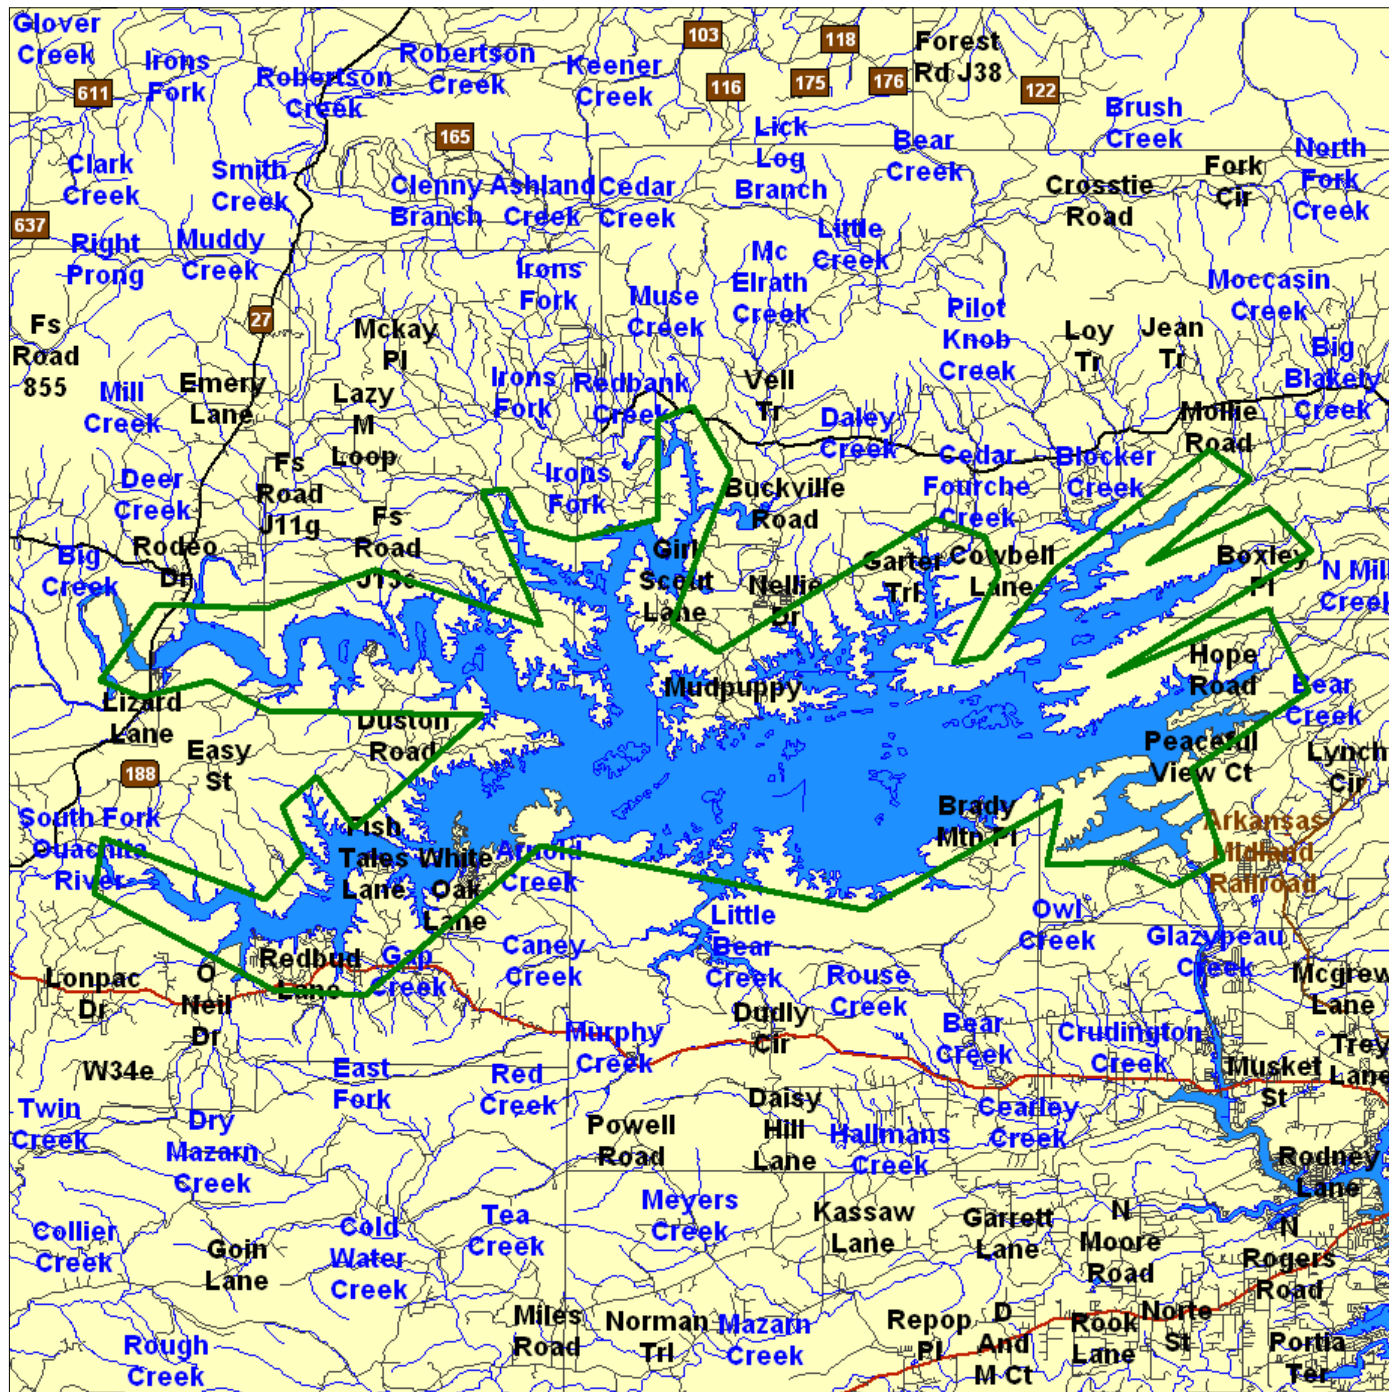 Glover
Creek
Irons
Fork
611
Robertson
Creek
Robertson
Creek
Keener
Creek
103
116
175
118
176
Forest
Rd J38
122
Brush
Creek
165
Lick
Log
Branch
Bear
Creek
North
Fork
Creek
Clark
Creek
Smith
Creek
Clenny
Branch
Ashland
Creek
Cedar
Creek
Crosstie
Road
Fork
Cir
637
Right
Prong
Muddy
Creek
Irons
Fork
Mc
Elrath
Creek
Little
Creek
Muse
Creek
Pilot
Knob
Creek
Moccasin
Creek
Fs
Road
855
27
Mckay
Pl
Loy
Tr
Jean
Tr
Big
Blakely
Creek
Mill
Creek
Emery
Lane
Lazy
M
Loop
Irons
Fork
Redbank
Creek
Vell
Tr
Daley
Creek
Mollie
Road
Deer
Creek
Fs
Road
J11g
Irons
Fork
Buckville
Road
Cedar
Fourche
Creek
Blocker
Creek
Fs
Road
J13c
Big
Creek
Rodeo
Dr
Girl
Scout
Lane
Nellie
Dr
Garter
Trl
Cowbell
Lane
Boxley
Pl
N Mill
Creek
Lizard
Lane
Mudpuppy
Hope
Road
Bear
Creek
Duston
Road
Easy
St
188
Peaceful
View Ct
Lynch
Cir
South Fork
Ouachita
River
Fish
Tales
Lane
White
Oak
Lane
Arnold
Creek
Brady
Mtn Pl
Arkansas
Midland
Railroad
Little
Bear
Creek
Owl
Creek
Glazypeau
Creek
Lonpac
Dr
O
Neil
Dr
Redbud
Lane
Gap
Creek
Caney
Creek
Rouse
Creek
Mcgrew
Lane
Murphy
Creek
Dudly
Cir
Bear
Creek
Crudington
Creek
Trey
Lane
W34e
East
Fork
Red
Creek
Musket
St
Twin
Creek
Dry
Mazarn
Creek
Powell
Road
Daisy
Hill
Lane
Hallmans
Creek
Cearley
Creek
Rodney
Lane
Collier
Creek
Goin
Lane
Cold
Water
Creek
Tea
Creek
Meyers
Creek
Kassaw
Lane
Garrett
Lane
N
Moore
Road
N
Rogers
Road
Rough
Creek
Miles
Road
Norman
Trl
Mazarn
Creek
Repop
Pl
D
And
M Ct
Rook
Lane
Norte
St
Portia
Ter